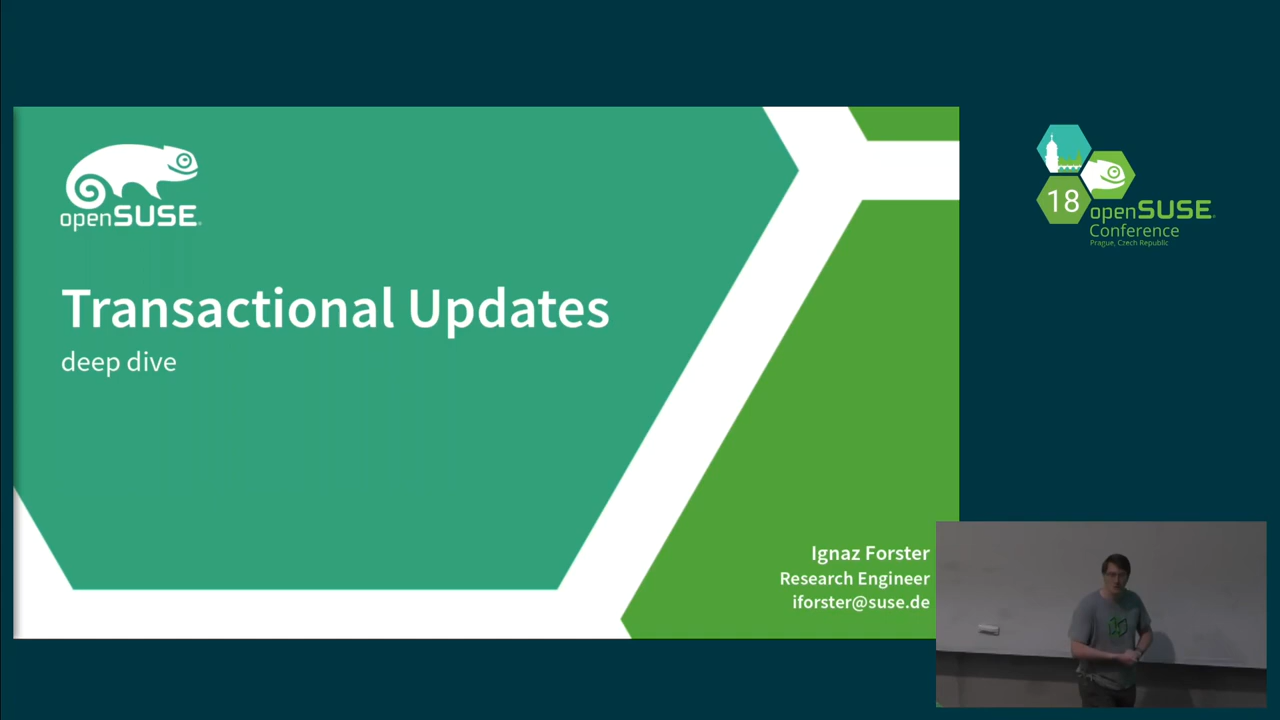 openSUSE
Transactional Updates
deep dive
Ignaz Forster
Research Engineer
iforster@suse.de
18
openSUSE
Conference
Prague, Czech Republic